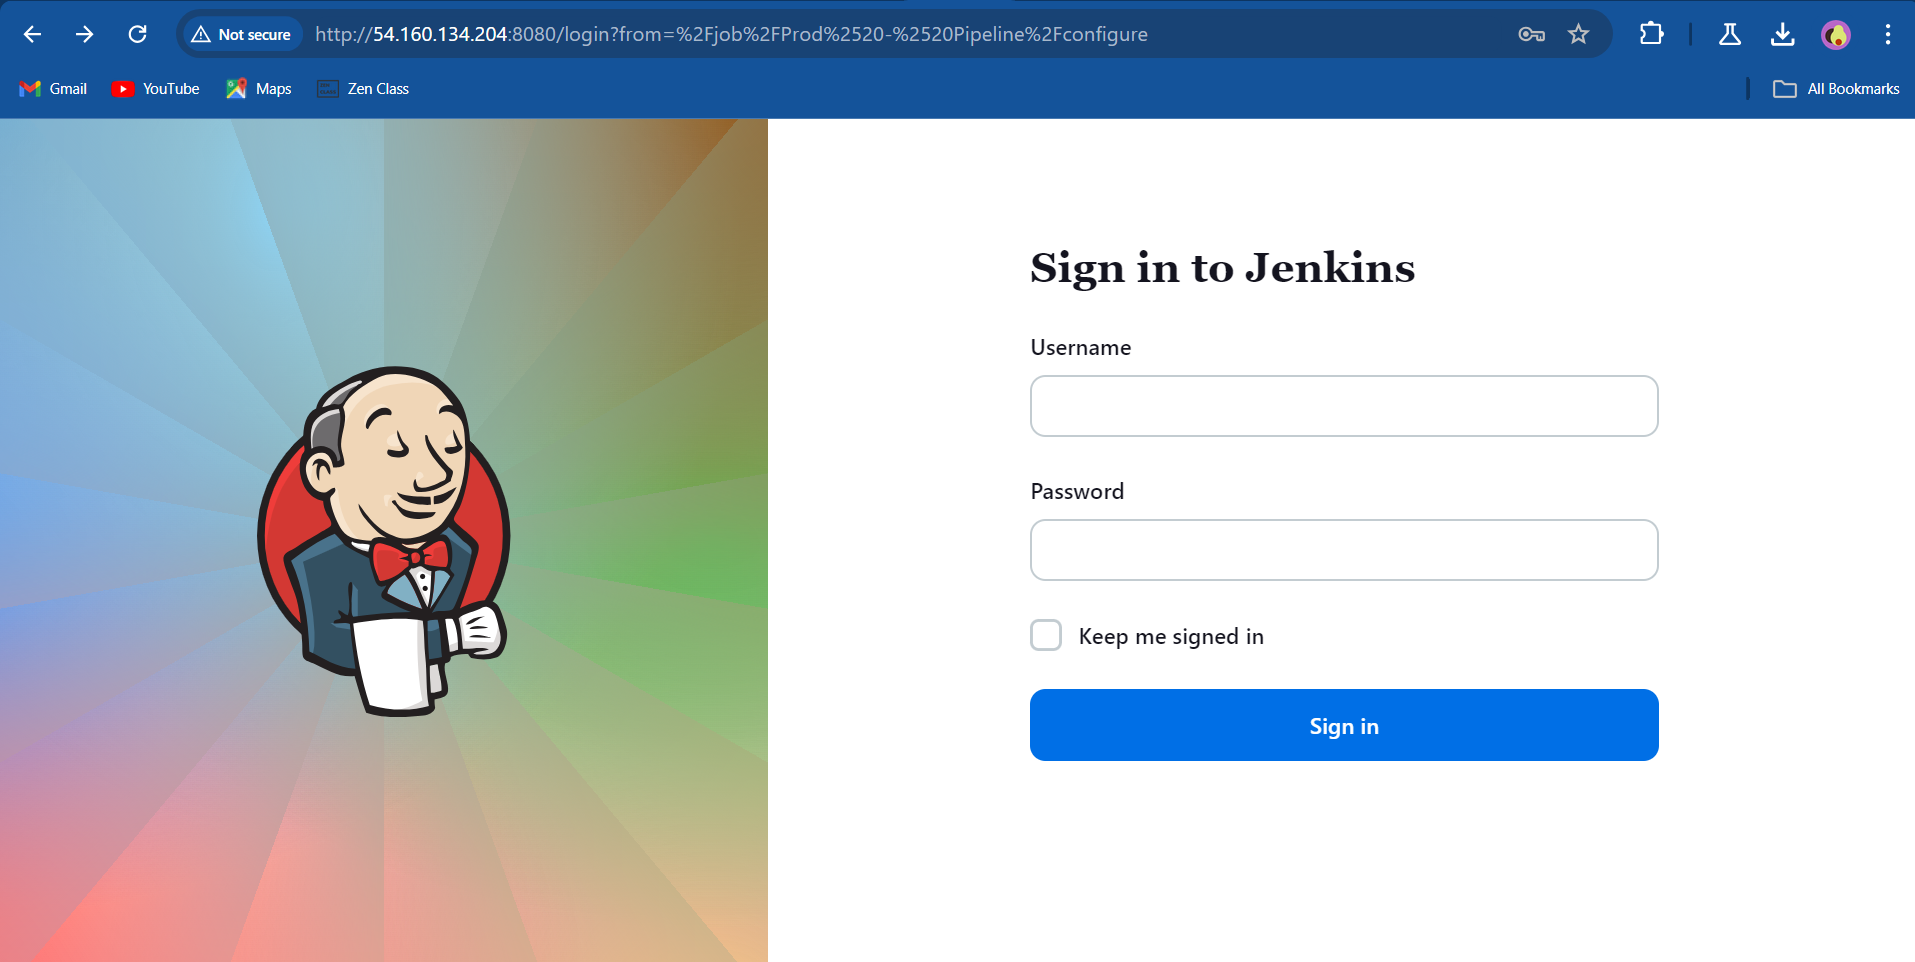 Not secure http://54.160.134.204:8080/login?from=%2Fjob%2FProd%2520-%2520Pipeline%2Fconfigure
Gmail YouTube Maps Zen Class All Bookmarks
Sign in to Jenkins
Username
Password
Keep me signed in
Sign in